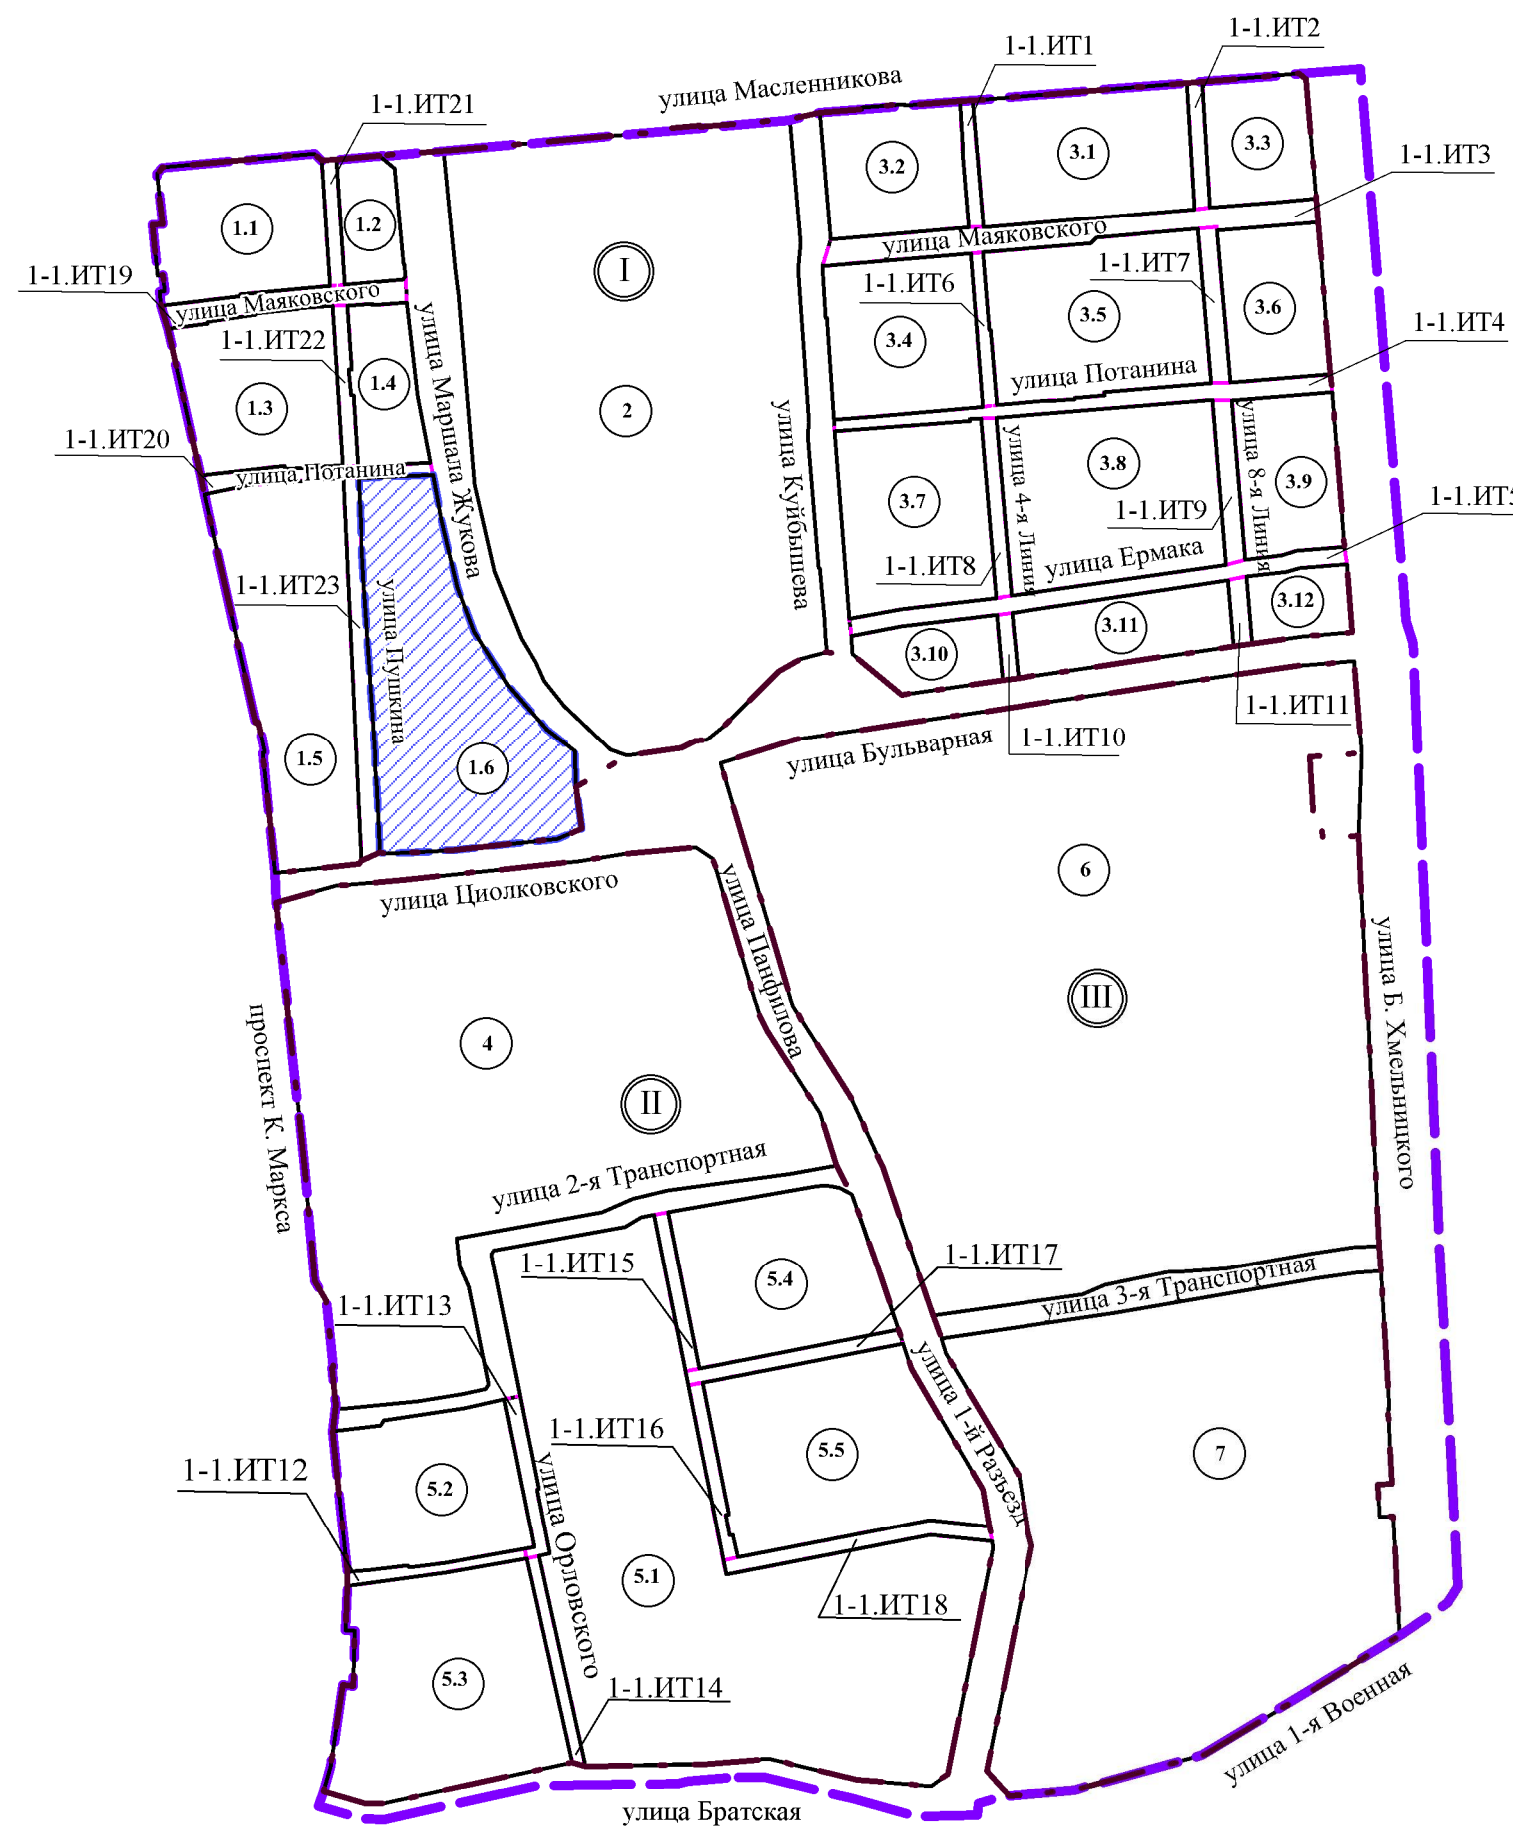 1-1.ИТ2
1-1.ИТ1
улица Масленникова
1-1.ИТ21
3.3
3.1
3.2
1-1.ИТ3
1.1
1.2
улица Маяковского
I
1-1.ИТ19
1-1.ИТ7
1-1.ИТ6
улица Маяковского
3.6
3.5
3.4
1-1.ИТ4
1-1.ИТ22
улица Маршала Жукова
1.4
1.3
2
улица Потанина
улица Куйбышева
1-1.ИТ20
улица Потанина
улица 4-я Линия
улица 8-я Линия
3.8
3.9
3.7
1-1.ИТ5
1-1.ИТ9
1-1.ИТ8
улица Ермака
1-1.ИТ23
улица Пушкина
3.12
3.11
3.10
1-1.ИТ11
1-1.ИТ10
улица Бульварная
1.5
1.6
6
улица Циолковского
улица Панфилова
улица Б. Хмельницкого
III
проспект К. Маркса
4
II
улица 2-я Транспортная
1-1.ИТ17
1-1.ИТ15
5.4
улица 3-я Транспортная
1-1.ИТ13
улица 1-й Разъезд
1-1.ИТ16
5.5
7
1-1.ИТ12
5.2
улица Орловского
5.1
1-1.ИТ18
5.3
1-1.ИТ14
улица 1-я Военная
улица Братская